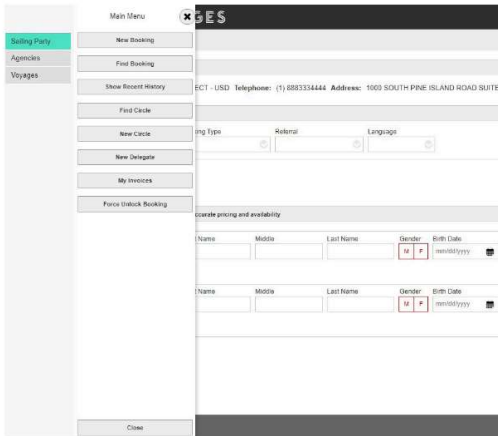 Main Menu
GES
Selling Party
Agencies
Voyages
New Booking
Find Booking
Show Recent History
Find Circle
New Circle
New Delegate
My Invoices
Force Unlock Booking
Close
ECT - USD Telephone: (1) 8883334444 Address: 1000 SOUTH PINE ISLAND ROAD SUITE
ing Type Referral Language
ccurate pricing and availability
t Name Middle Last Name Gender Birth Date
M F mm/dd/yyyy
t Name Middle Last Name Gender Birth Date
M F mm/dd/yyyy